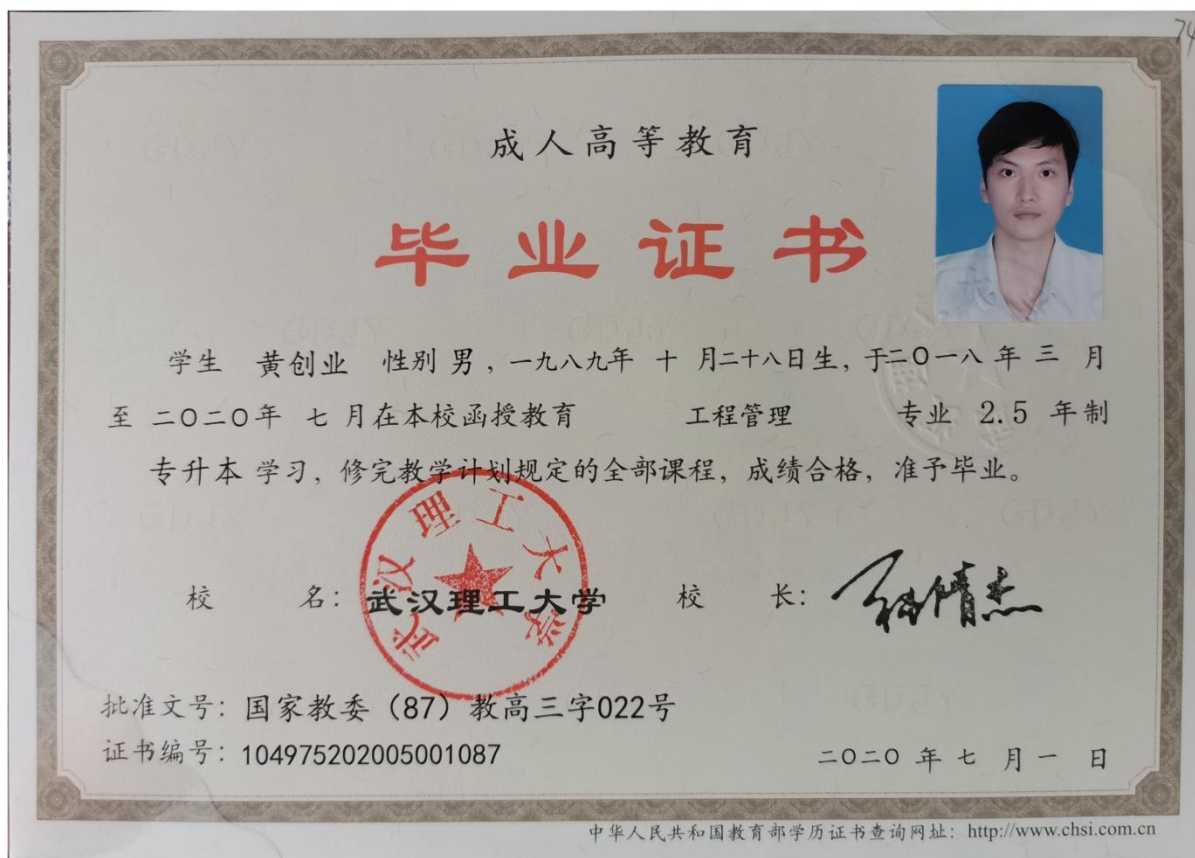 74
成人高等教育
毕业证书
学生 黄创业 性别 男，一九八九年 十 月二十八日生，于二〇一八 年 三 月
至 二〇二〇年 七 月在本校函授教育 工程管理 专业 2.5 年制
专升本 学习，修完教学计划规定的全部课程，成绩合格，准予毕业。
武汉理工大学
校 名：武汉理工大学 校 长：
批准文号：国家教委（87）教高三字022号
证书编号：104975202005001087
二〇二〇 年 七 月 一 日
中华人民共和国教育部学历证书查询网址：http://www.chsi.com.cn